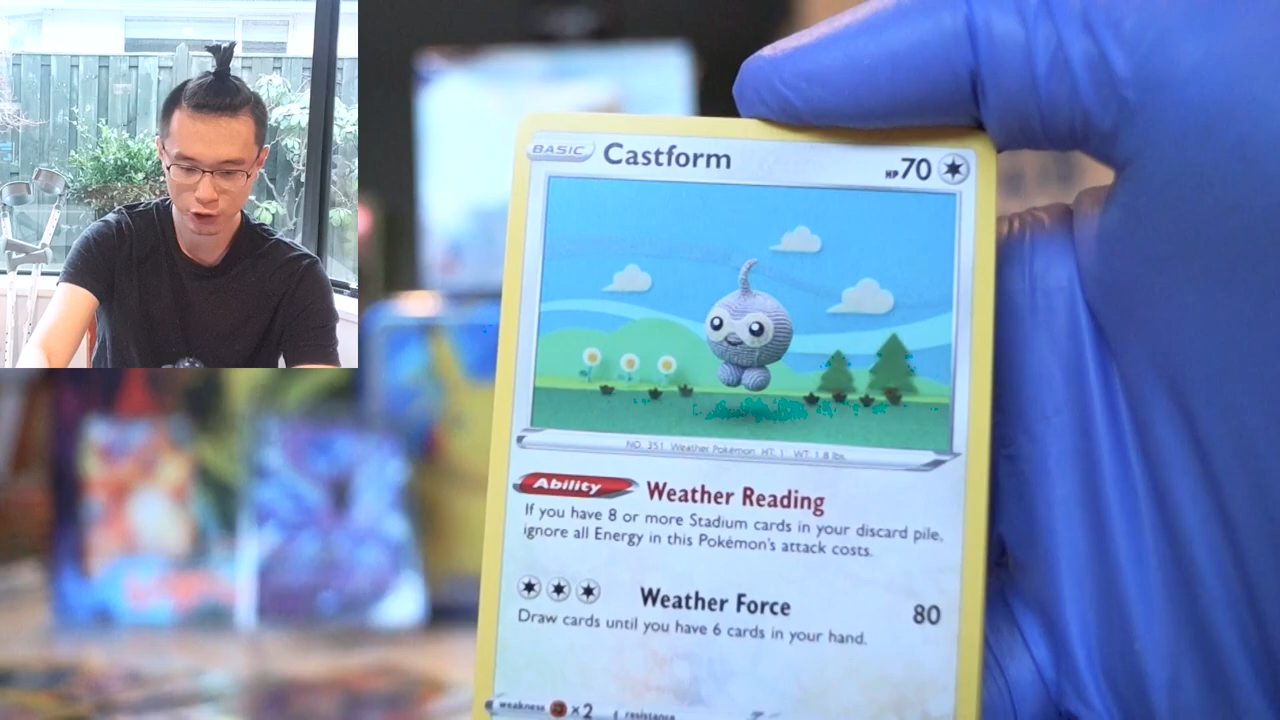 BASIC Castform HP 70
NO. 351 Weather Pokémon HT. 1 WT. 1.8 lbs.
Ability Weather Reading
If you have 8 or more Stadium cards in your discard pile,
ignore all Energy in this Pokémon's attack costs.
Weather Force 80
Draw cards until you have 6 cards in your hand.
weakness ×2 resistance